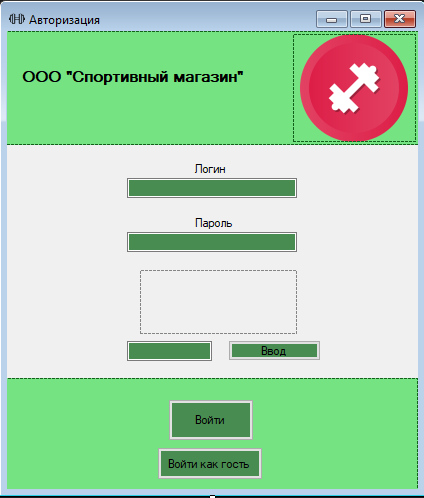 Авторизация
ООО "Спортивный магазин"
Логин
Пароль
Ввод
Войти
Войти как гость